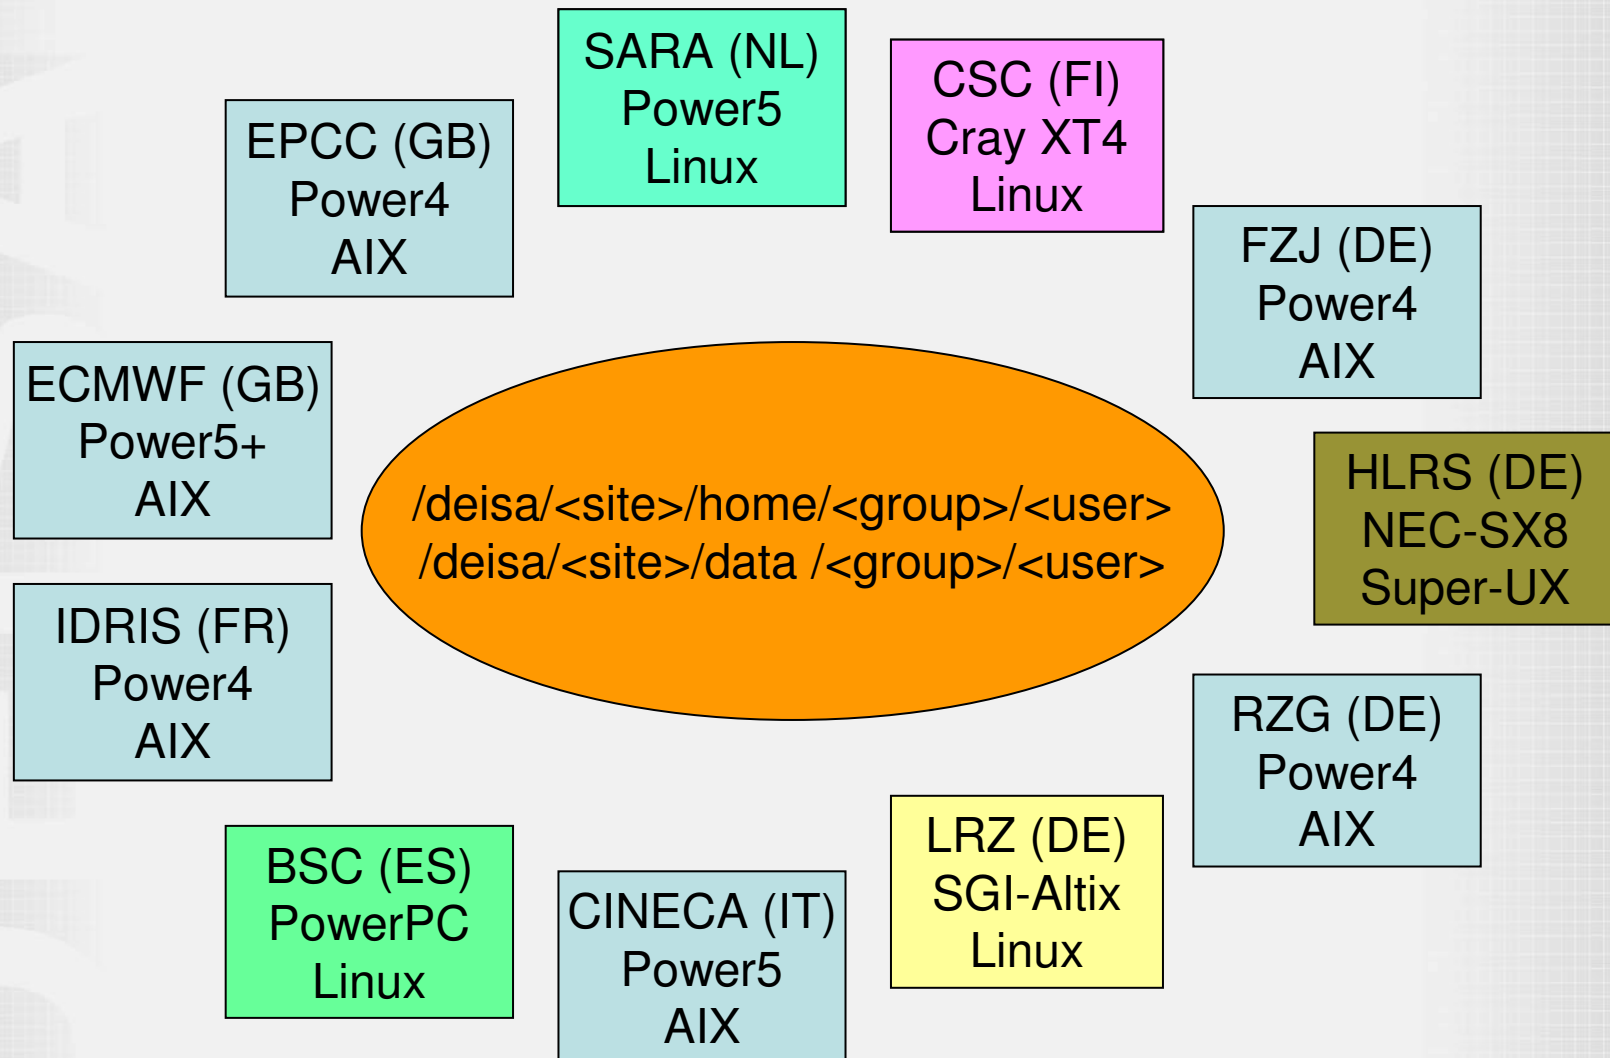 SARA (NL)
Power5
Linux
CSC (FI)
Cray XT4
Linux
EPCC (GB)
Power4
AIX
FZJ (DE)
Power4
AIX
ECMWF (GB)
Power5+
AIX
HLRS (DE)
NEC-SX8
Super-UX
/deisa/<site>/home/<group>/<user>
/deisa/<site>/data /<group>/<user>
IDRIS (FR)
Power4
AIX
RZG (DE)
Power4
AIX
BSC (ES)
PowerPC
Linux
CINECA (IT)
Power5
AIX
LRZ (DE)
SGI-Altix
Linux